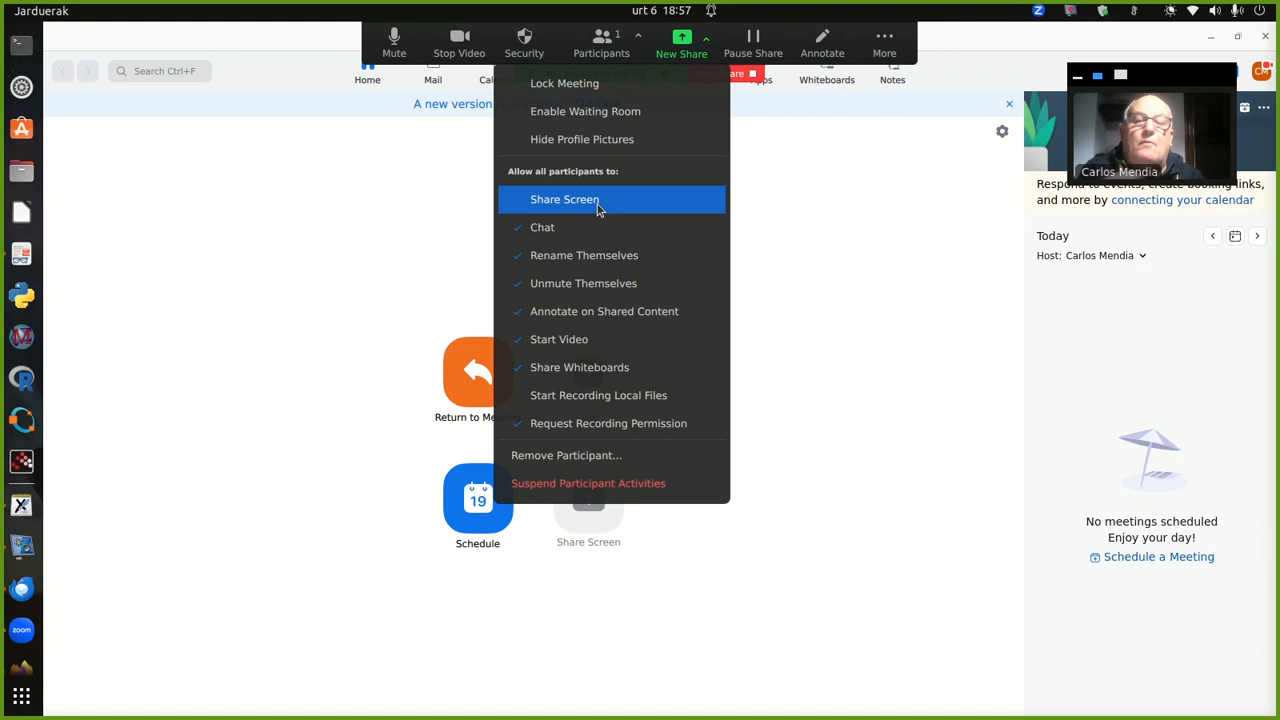 Jarduerak
urt 6 18:57
Mute
Stop Video
Security
Participants
1
New Share
Pause Share
Annotate
More
Search Ctrl+F
Home
Mail
Whiteboards
Notes
A new version
CM
Lock Meeting
Enable Waiting Room
Hide Profile Pictures
Allow all participants to:
Share Screen
Chat
Rename Themselves
Unmute Themselves
Annotate on Shared Content
Start Video
Share Whiteboards
Start Recording Local Files
Request Recording Permission
Remove Participant...
Suspend Participant Activities
Return to Meeting
19
Schedule
Share Screen
Carlos Mendia
Respond to events, create booking links,
and more by connecting your calendar
Today
Host: Carlos Mendia
No meetings scheduled
Enjoy your day!
Schedule a Meeting
zoom